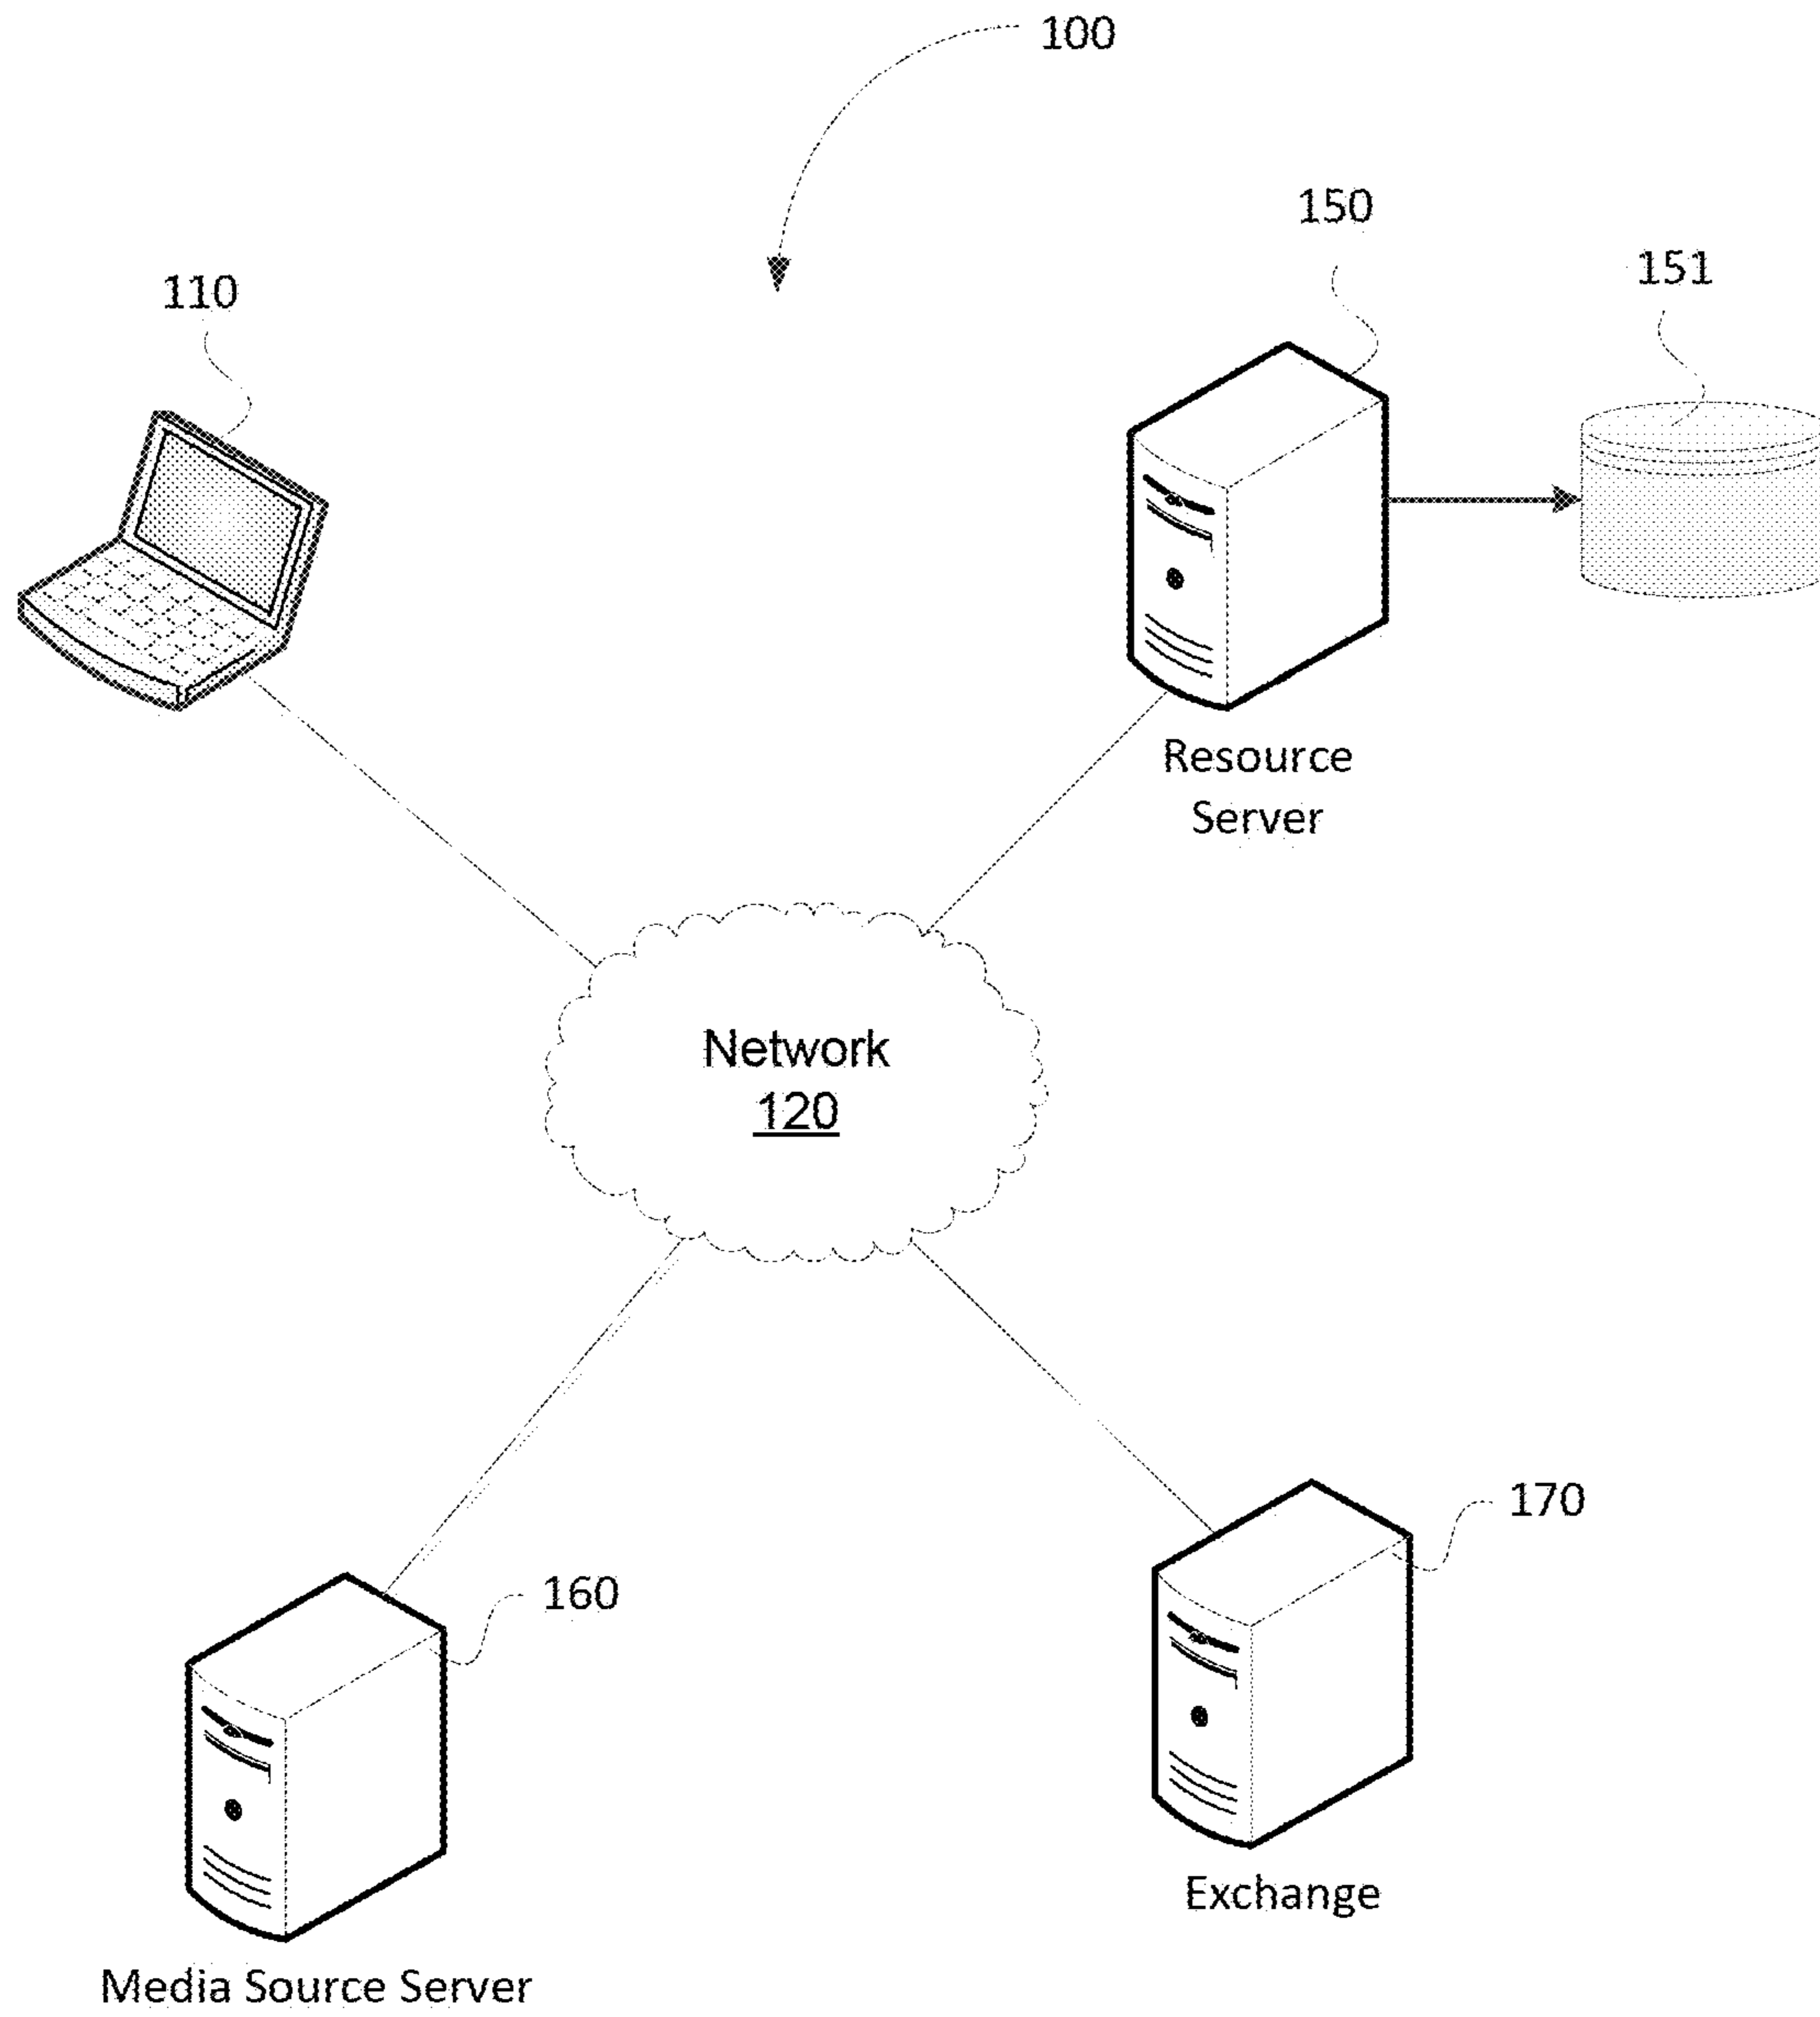 100
150
151
110
Resource
Server
Network
120
170
160
Exchange
Media Source Server